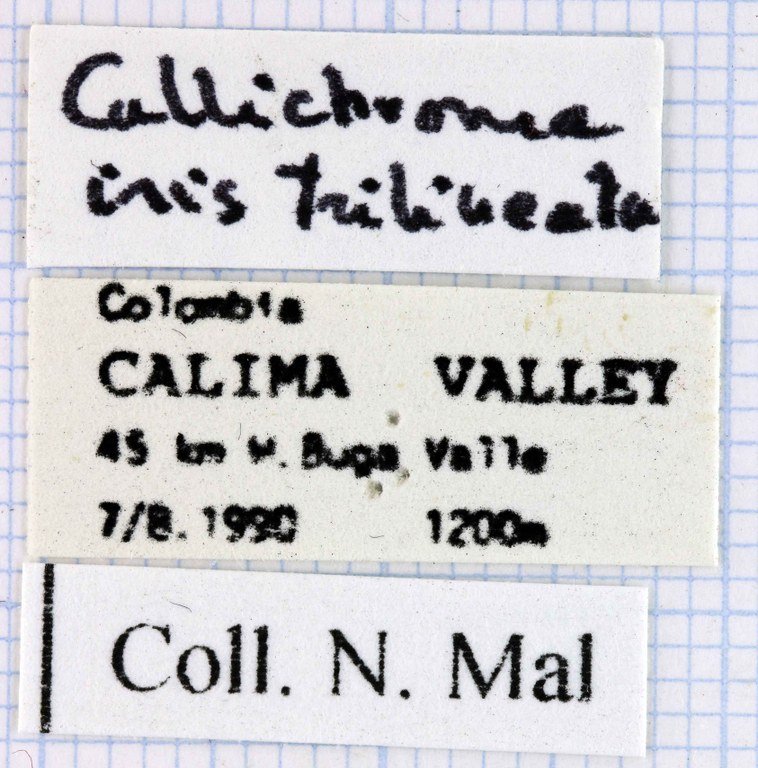 Callichroma
iris trilineata
Colombia
CALIMA VALLEY
45 km W. Buga Valle
7/8.1990 1200m
Coll. N. Mal